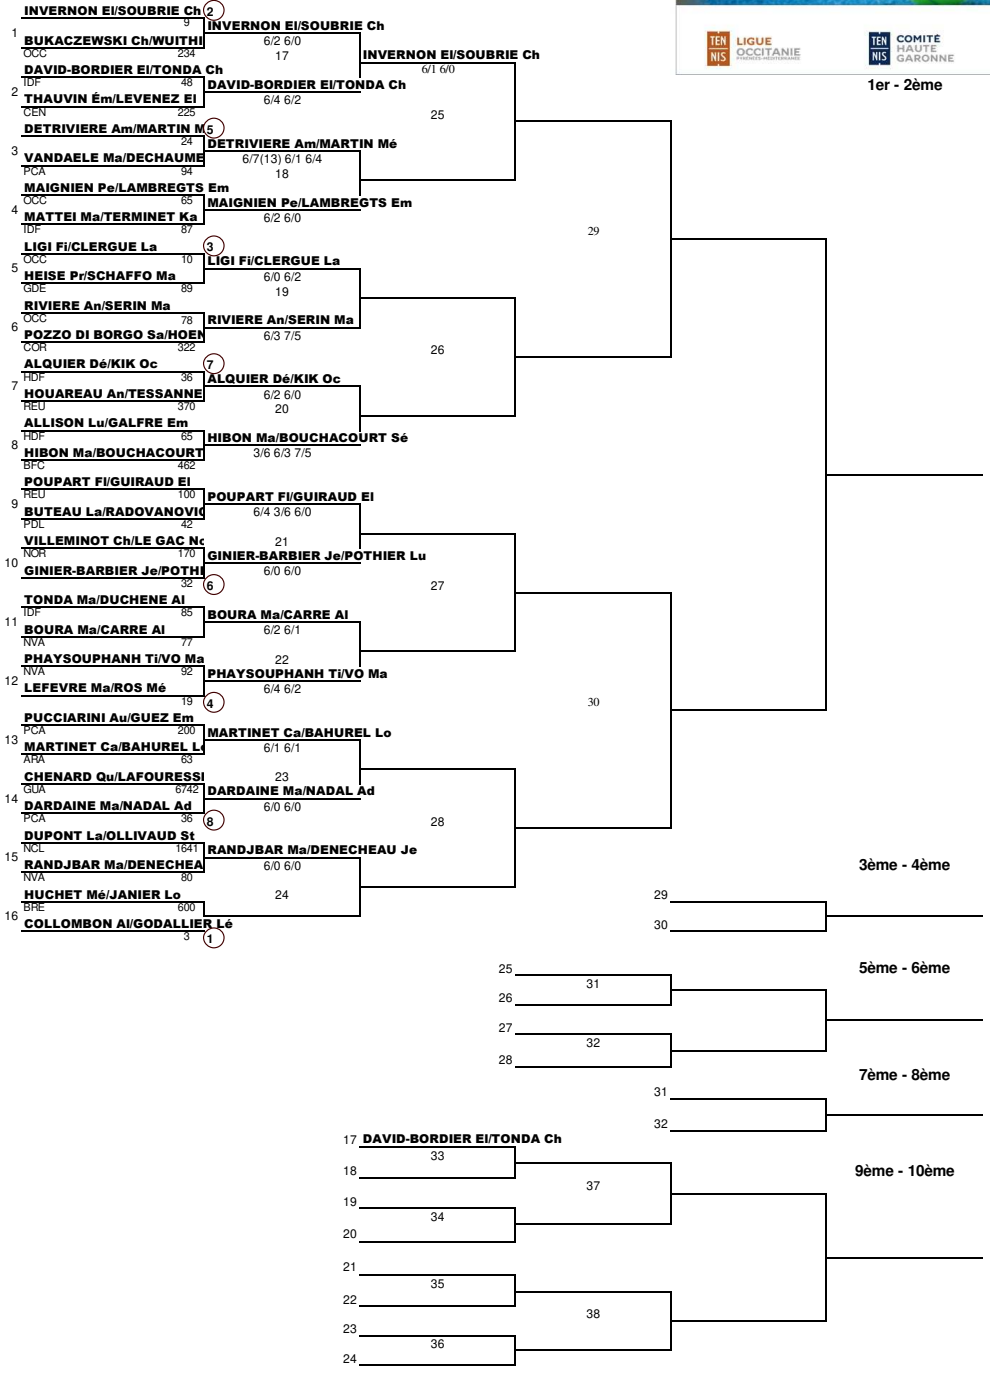 TEN
NIS
LIGUE
OCCITANIE
PYRÉNÉES-MÉDITERRANÉE
TEN
NIS
COMITÉ
HAUTE
GARONNE
1er - 2ème
INVERNON El/SOUBRIE Ch 2
9
1
BUKACZEWSKI Ch/WUITHI
OCC 234
DAVID-BORDIER El/TONDA Ch
IDF 48
2
THAUVIN Ém/LEVENEZ El
CEN 225
DETRIVIERE Am/MARTIN M 5
24
3
VANDAELE Ma/DECHAUME
PCA 94
MAIGNIEN Pe/LAMBREGTS Em
OCC 65
4
MATTEI Ma/TERMINET Ka
IDF 87
LIGI Fi/CLERGUE La 3
OCC 10
5
HEISE Pr/SCHAFFO Ma
GDE 89
RIVIERE An/SERIN Ma
OCC 78
6
POZZO DI BORGO Sa/HOEN
COR 322
ALQUIER Dé/KIK Oc 7
HDF 36
7
HOUAREAU An/TESSANNE
REU 370
ALLISON Lu/GALFRE Em
HDF 65
8
HIBON Ma/BOUCHACOURT
BFC 462
POUPART Fl/GUIRAUD El
REU 100
9
BUTEAU La/RADOVANOVIC
PDL 42
VILLEMINOT Ch/LE GAC No
NOR 170
10
GINIER-BARBIER Je/POTHI
32 6
TONDA Ma/DUCHENE Al
IDF 85
11
BOURA Ma/CARRE Al
NVA 77
PHAYSOUPHANH Ti/VO Ma
NVA 92
12
LEFEVRE Ma/ROS Mé
19 4
PUCCIARINI Au/GUEZ Em
PCA 200
13
MARTINET Ca/BAHUREL Lo
ARA 63
CHENARD Qu/LAFOURESSI
GUA 6742
14
DARDAINE Ma/NADAL Ad
PCA 36 8
DUPONT La/OLLIVAUD St
NCL 1641
15
RANDJBAR Ma/DENECHEA
NVA 80
HUCHET Mé/JANIER Lo
BRE 600
16
COLLOMBON Al/GODALLIER Lé
3 1
INVERNON El/SOUBRIE Ch
6/2 6/0
17
DAVID-BORDIER El/TONDA Ch
6/4 6/2
DETRIVIERE Am/MARTIN Mé
6/7(13) 6/1 6/4
18
MAIGNIEN Pe/LAMBREGTS Em
6/2 6/0
LIGI Fi/CLERGUE La
6/0 6/2
19
RIVIERE An/SERIN Ma
6/3 7/5
ALQUIER Dé/KIK Oc
6/2 6/0
20
HIBON Ma/BOUCHACOURT Sé
3/6 6/3 7/5
POUPART Fl/GUIRAUD El
6/4 3/6 6/0
21
GINIER-BARBIER Je/POTHIER Lu
6/0 6/0
BOURA Ma/CARRE Al
6/2 6/1
22
PHAYSOUPHANH Ti/VO Ma
6/4 6/2
MARTINET Ca/BAHUREL Lo
6/1 6/1
23
DARDAINE Ma/NADAL Ad
6/0 6/0
RANDJBAR Ma/DENECHEAU Je
6/0 6/0
24
INVERNON El/SOUBRIE Ch
6/1 6/0
25
26
27
28
29
30
3ème - 4ème
29
30
5ème - 6ème
25
31
26
27
32
28
7ème - 8ème
31
32
9ème - 10ème
17 DAVID-BORDIER El/TONDA Ch
33
18
37
19
34
20
21
35
22
38
23
36
24